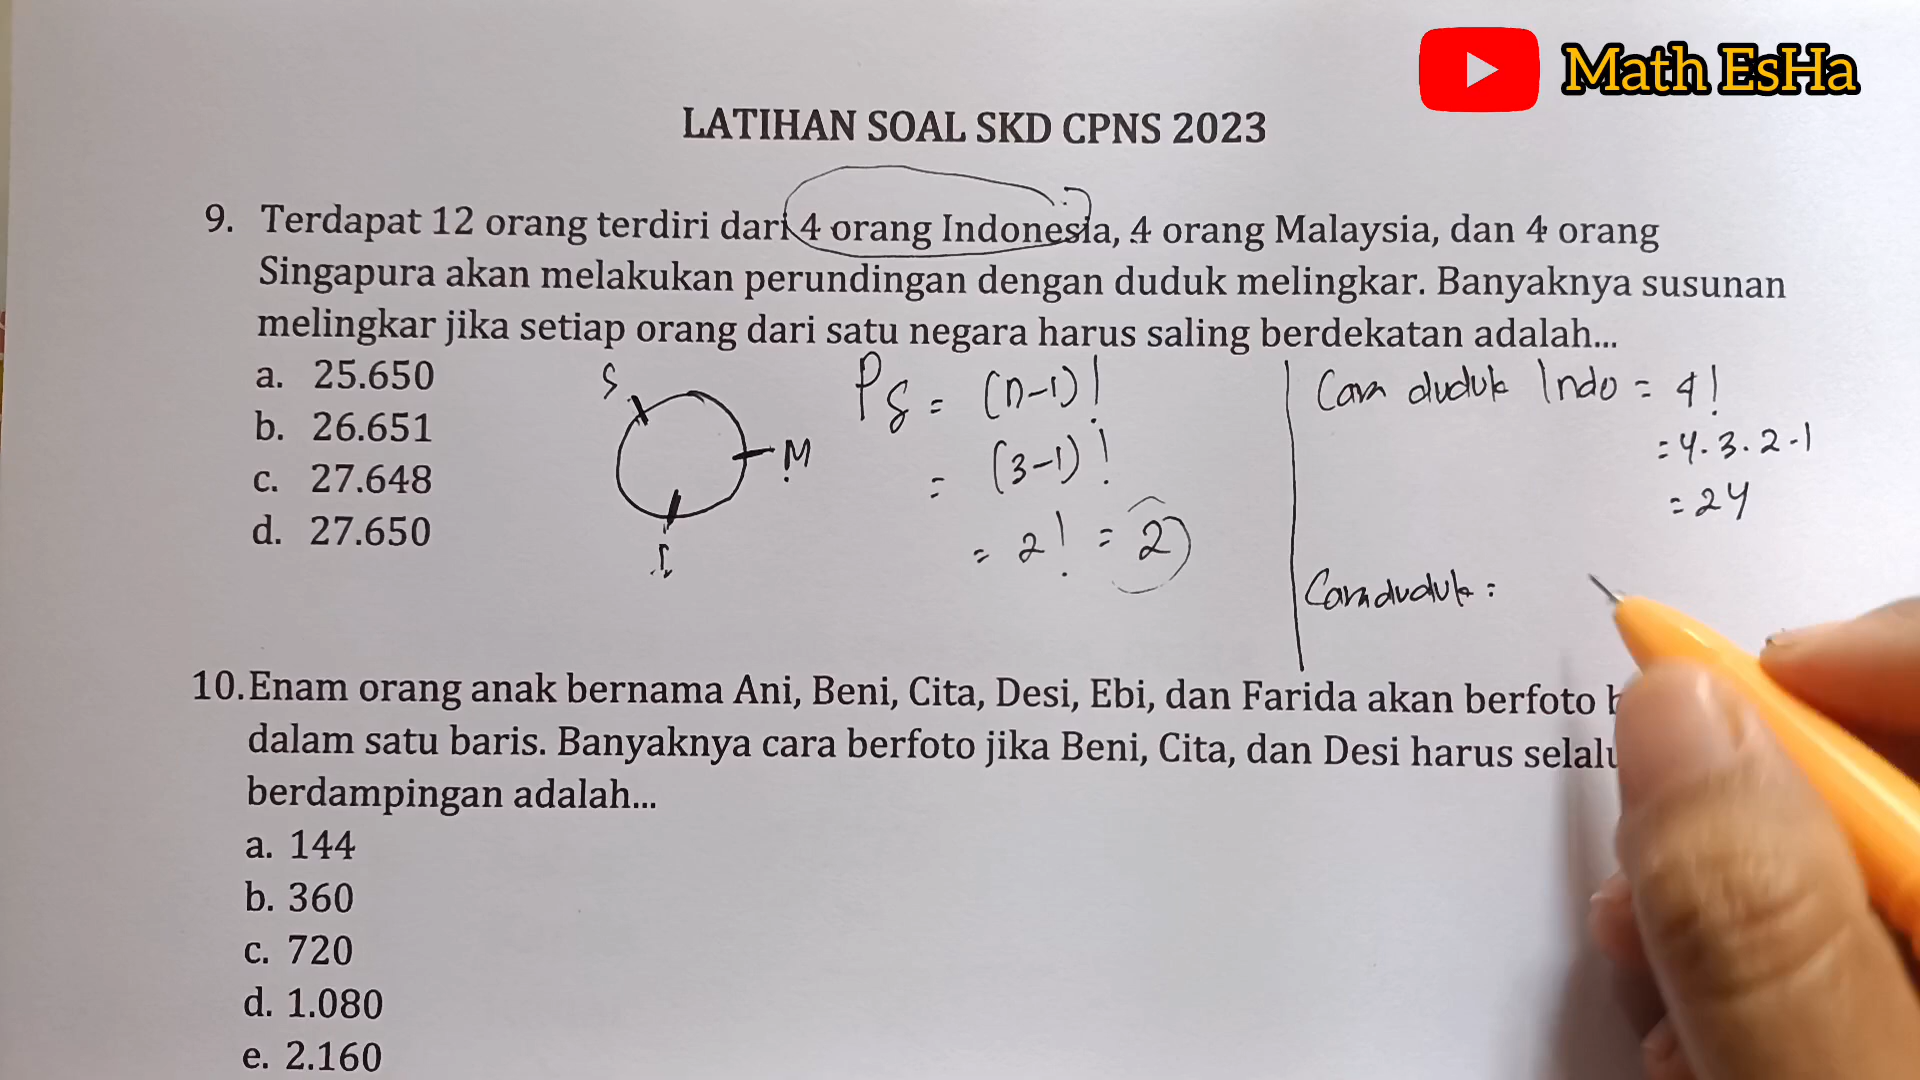 Math EsHa
LATIHAN SOAL SKD CPNS 2023
9. Terdapat 12 orang terdiri dari 4 orang Indonesia, 4 orang Malaysia, dan 4 orang
Singapura akan melakukan perundingan dengan duduk melingkar. Banyaknya susunan
melingkar jika setiap orang dari satu negara harus saling berdekatan adalah...
a. 25.650
b. 26.651
c. 27.648
d. 27.650
S
M
I
Ps = (n-1)!
= (3-1)!
= 2! = 2
Cara duduk Indo = 4!
= 4.3.2.1
= 24
Cara duduk =
10. Enam orang anak bernama Ani, Beni, Cita, Desi, Ebi, dan Farida akan berfoto
dalam satu baris. Banyaknya cara berfoto jika Beni, Cita, dan Desi harus
berdampingan adalah...
a. 144
b. 360
c. 720
d. 1.080
e. 2.160